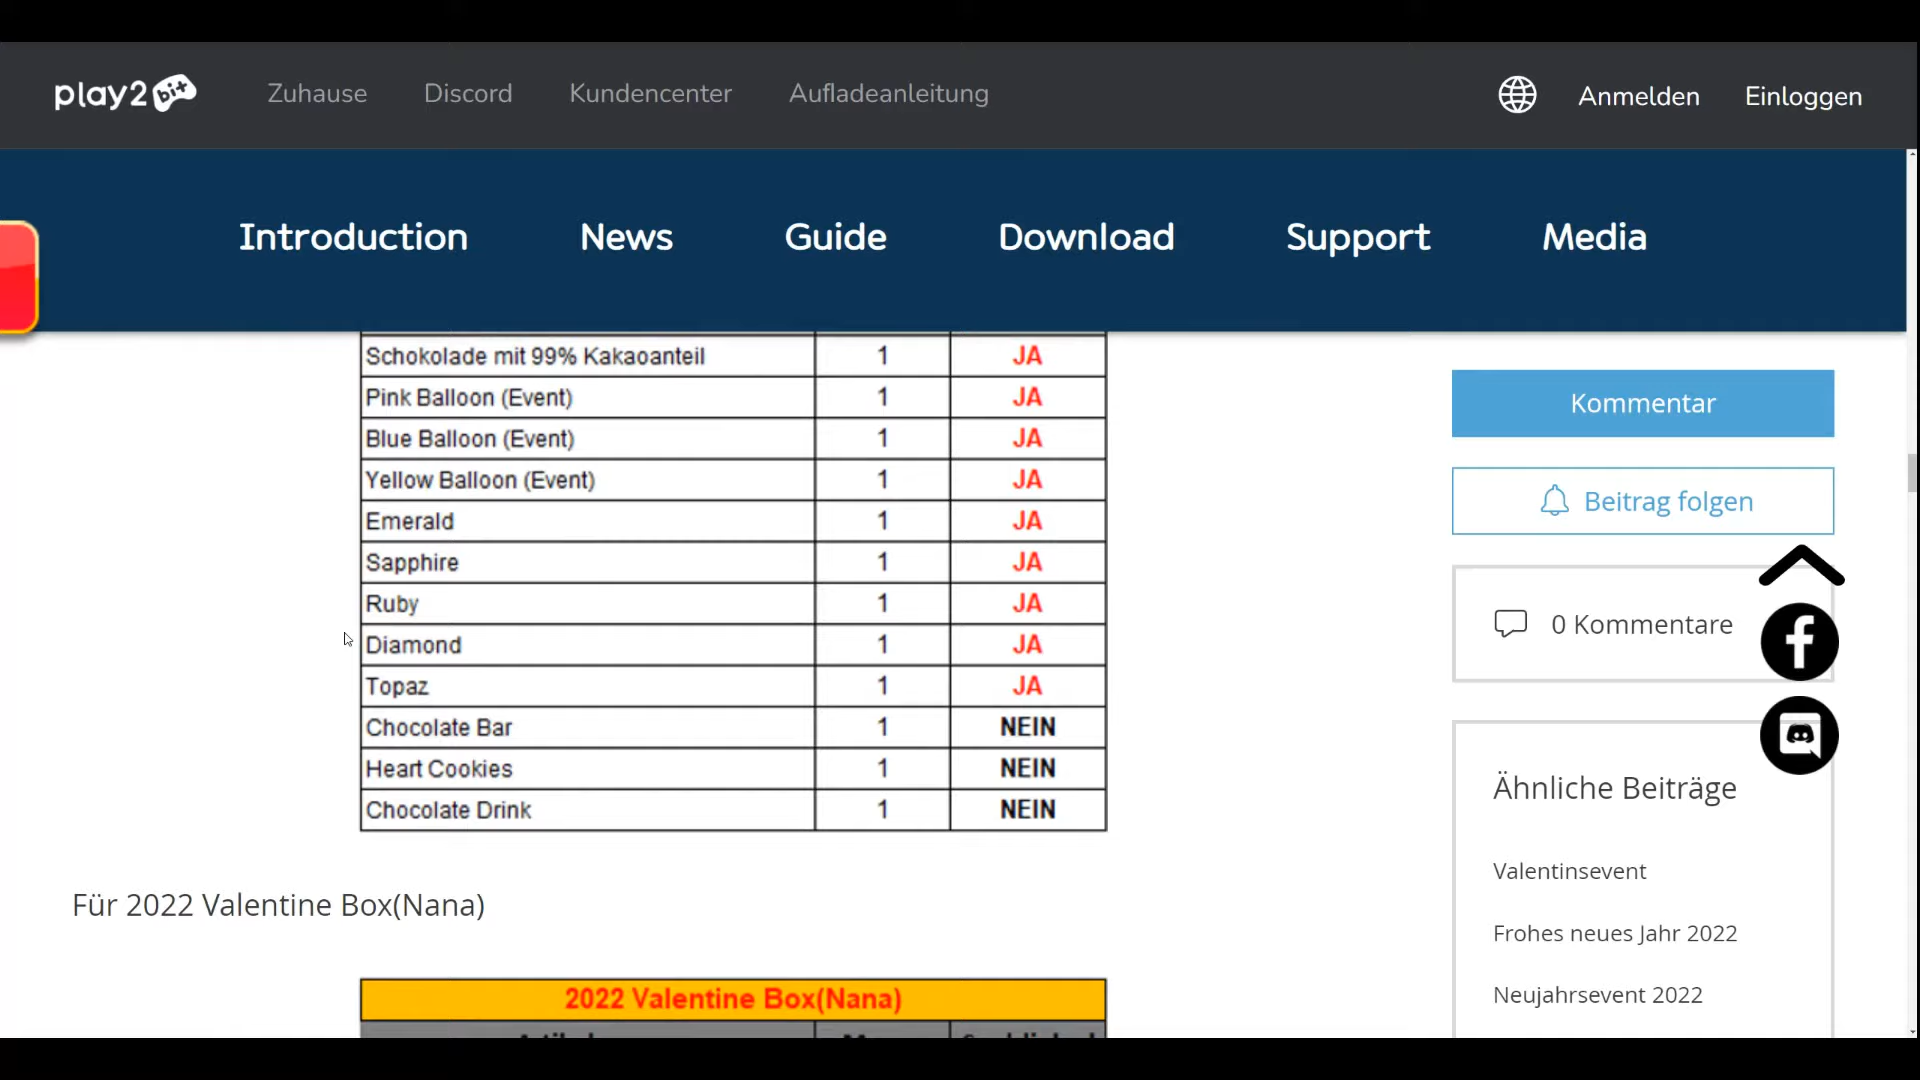 play2bit Zuhause Discord Kundencenter Aufladeanleitung Anmelden Einloggen
Introduction News Guide Download Support Media
Schokolade mit 99% Kakaoanteil 1 JA
Pink Balloon (Event) 1 JA
Blue Balloon (Event) 1 JA
Yellow Balloon (Event) 1 JA
Emerald 1 JA
Sapphire 1 JA
Ruby 1 JA
Diamond 1 JA
Topaz 1 JA
Chocolate Bar 1 NEIN
Heart Cookies 1 NEIN
Chocolate Drink 1 NEIN
Für 2022 Valentine Box(Nana)
2022 Valentine Box(Nana)
Kommentar
Beitrag folgen
0 Kommentare
Ähnliche Beiträge
Valentinsevent
Frohes neues Jahr 2022
Neujahrsevent 2022